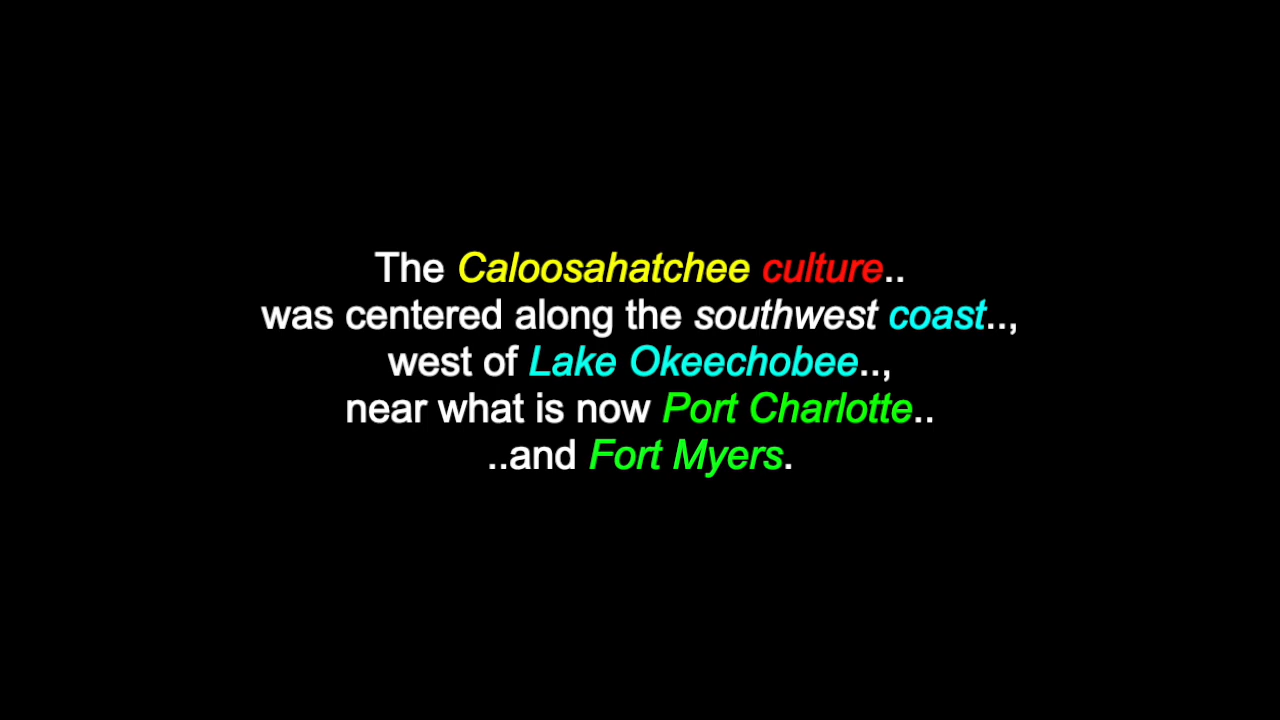 The Caloosahatchee culture..
was centered along the southwest coast..,
west of Lake Okeechobee..,
near what is now Port Charlotte..
..and Fort Myers.